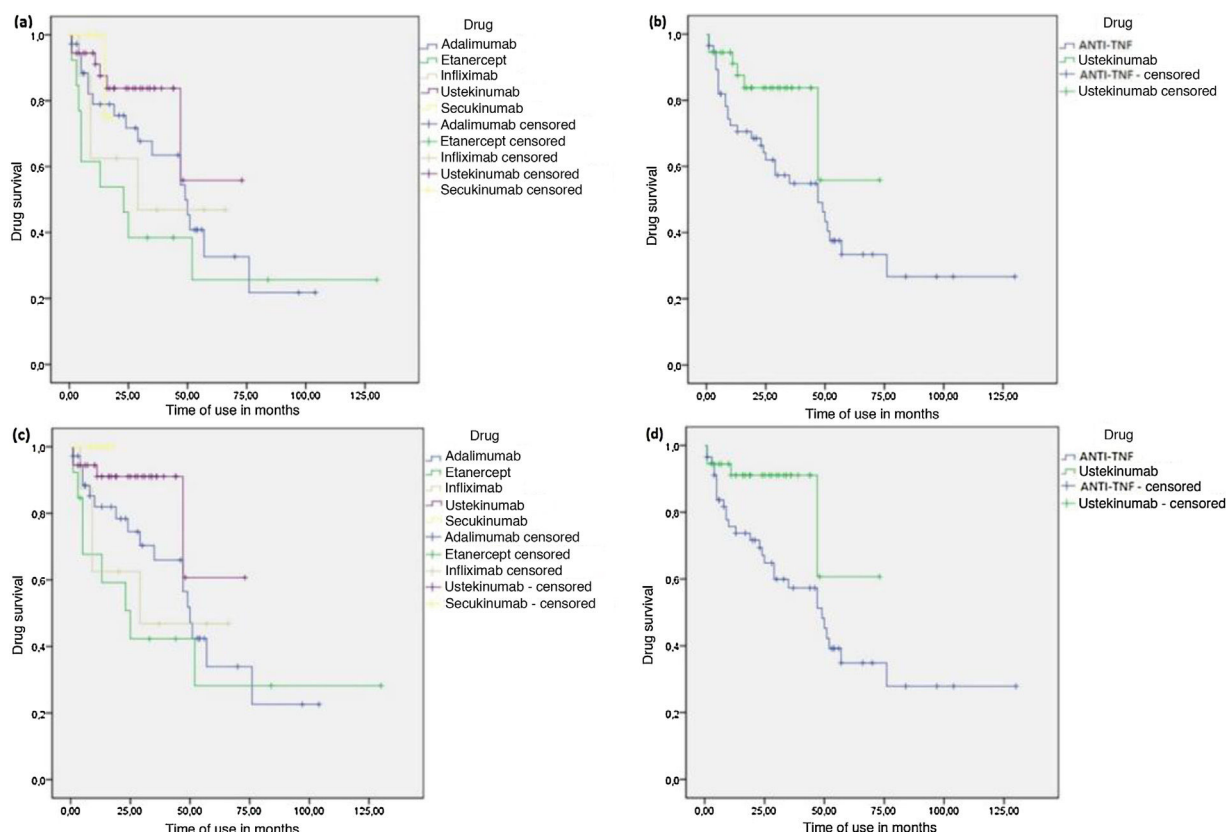 (a)
Drug survival
1,0
0,8
0,6
0,4
0,2
0,0
0,00 25,00 50,00 75,00 100,00 125,00
Time of use in months
Drug
Adalimumab
Etanercept
Infliximab
Ustekinumab
Secukinumab
Adalimumab censored
Etanercept censored
Infliximab censored
Ustekinumab censored
Secukinumab censored
(b)
Drug survival
1,0
0,8
0,6
0,4
0,2
0,0
0,00 25,00 50,00 75,00 100,00 125,00
Time of use in months
Drug
ANTI-TNF
Ustekinumab
ANTI-TNF - censored
Ustekinumab censored
(c)
Drug survival
1,0
0,8
0,6
0,4
0,2
0,0
0,00 25,00 50,00 75,00 100,00 125,00
Time of use in months
Drug
Adalimumab
Etanercept
Infliximab
Ustekinumab
Secukinumab
Adalimumab censored
Etanercept censored
Infliximab censored
Ustekinumab - censored
Secukinumab - censored
(d)
Drug survival
1,0
0,8
0,6
0,4
0,2
0,0
0,00 25,00 50,00 75,00 100,00 125,00
Time of use in months
Drug
ANTI-TNF
Ustekinumab
ANTI-TNF - censored
Ustekinumab - censored